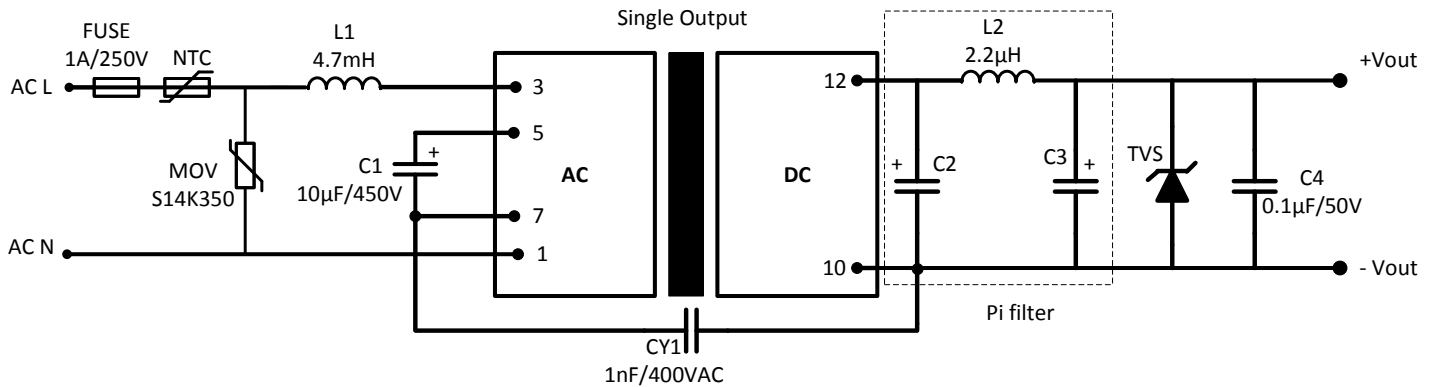 Single Output
FUSE
1A/250V
NTC
L1
4.7mH
L2
2.2µH
AC L
3
12
+Vout
5
MOV
S14K350
C1
+
10µF/450V
AC
DC
+
C2
C3
+
TVS
C4
0.1µF/50V
7
AC N
1
10
- Vout
Pi filter
CY1
1nF/400VAC